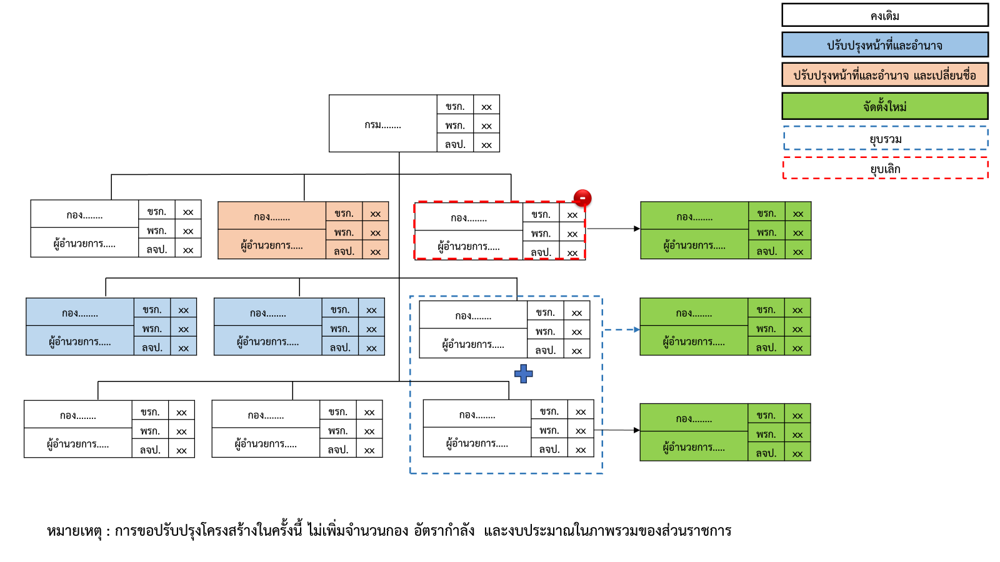 คงเดิม
ปรับปรุงหน้าที่และอำนาจ
ปรับปรุงหน้าที่และอำนาจ และเปลี่ยนชื่อ
จัดตั้งใหม่
ยุบรวม
ยุบเลิก
กรม........
ขรก. xx
พรก. xx
ลจป. xx
กอง........
ผู้อำนวยการ.....
ขรก. xx
พรก. xx
ลจป. xx
กอง........
ผู้อำนวยการ.....
ขรก. xx
พรก. xx
ลจป. xx
กอง........
ผู้อำนวยการ.....
ขรก. xx
พรก. xx
ลจป. xx
กอง........
ผู้อำนวยการ.....
ขรก. xx
พรก. xx
ลจป. xx
กอง........
ผู้อำนวยการ.....
ขรก. xx
พรก. xx
ลจป. xx
กอง........
ผู้อำนวยการ.....
ขรก. xx
พรก. xx
ลจป. xx
กอง........
ผู้อำนวยการ.....
ขรก. xx
พรก. xx
ลจป. xx
กอง........
ผู้อำนวยการ.....
ขรก. xx
พรก. xx
ลจป. xx
กอง........
ผู้อำนวยการ.....
ขรก. xx
พรก. xx
ลจป. xx
กอง........
ผู้อำนวยการ.....
ขรก. xx
พรก. xx
ลจป. xx
กอง........
ผู้อำนวยการ.....
ขรก. xx
พรก. xx
ลจป. xx
กอง........
ผู้อำนวยการ.....
ขรก. xx
พรก. xx
ลจป. xx
หมายเหตุ : การขอปรับปรุงโครงสร้างในครั้งนี้ ไม่เพิ่มจำนวนกอง อัตรากำลัง และงบประมาณในภาพรวมของส่วนราชการ